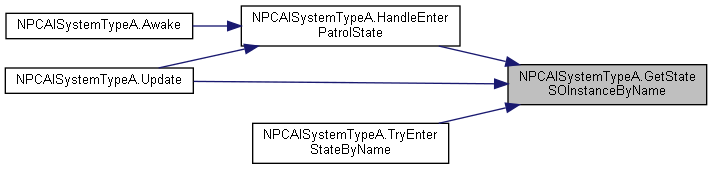 NPCAISystemTypeA.Awake
NPCAISystemTypeA.HandleEnter
PatrolState
NPCAISystemTypeA.Update
NPCAISystemTypeA.GetState
SOInstanceByName
NPCAISystemTypeA.TryEnter
StateByName